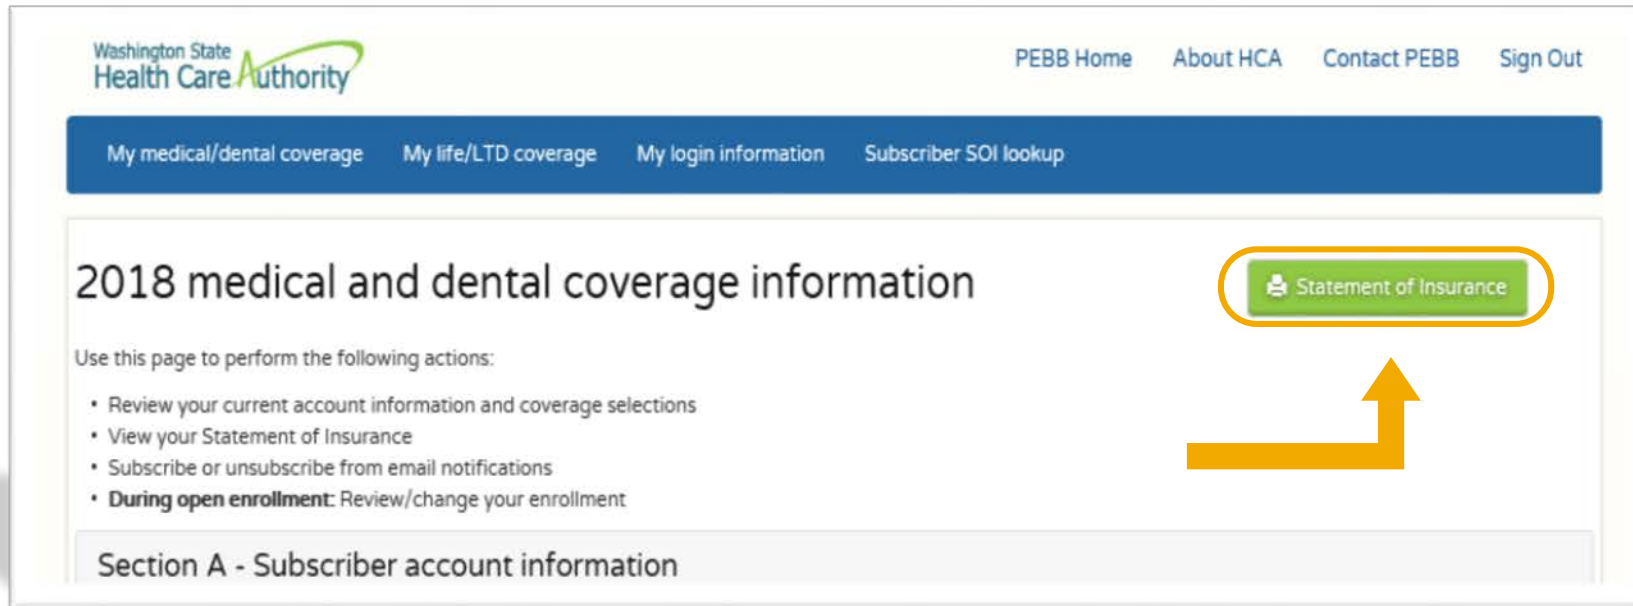 Washington State
Health Care Authority
PEBB Home About HCA Contact PEBB Sign Out
My medical/dental coverage My life/LTD coverage My login information Subscriber SOI lookup
2018 medical and dental coverage information
Statement of Insurance
Use this page to perform the following actions:
• Review your current account information and coverage selections
• View your Statement of Insurance
• Subscribe or unsubscribe from email notifications
• During open enrollment: Review/change your enrollment
Section A - Subscriber account information